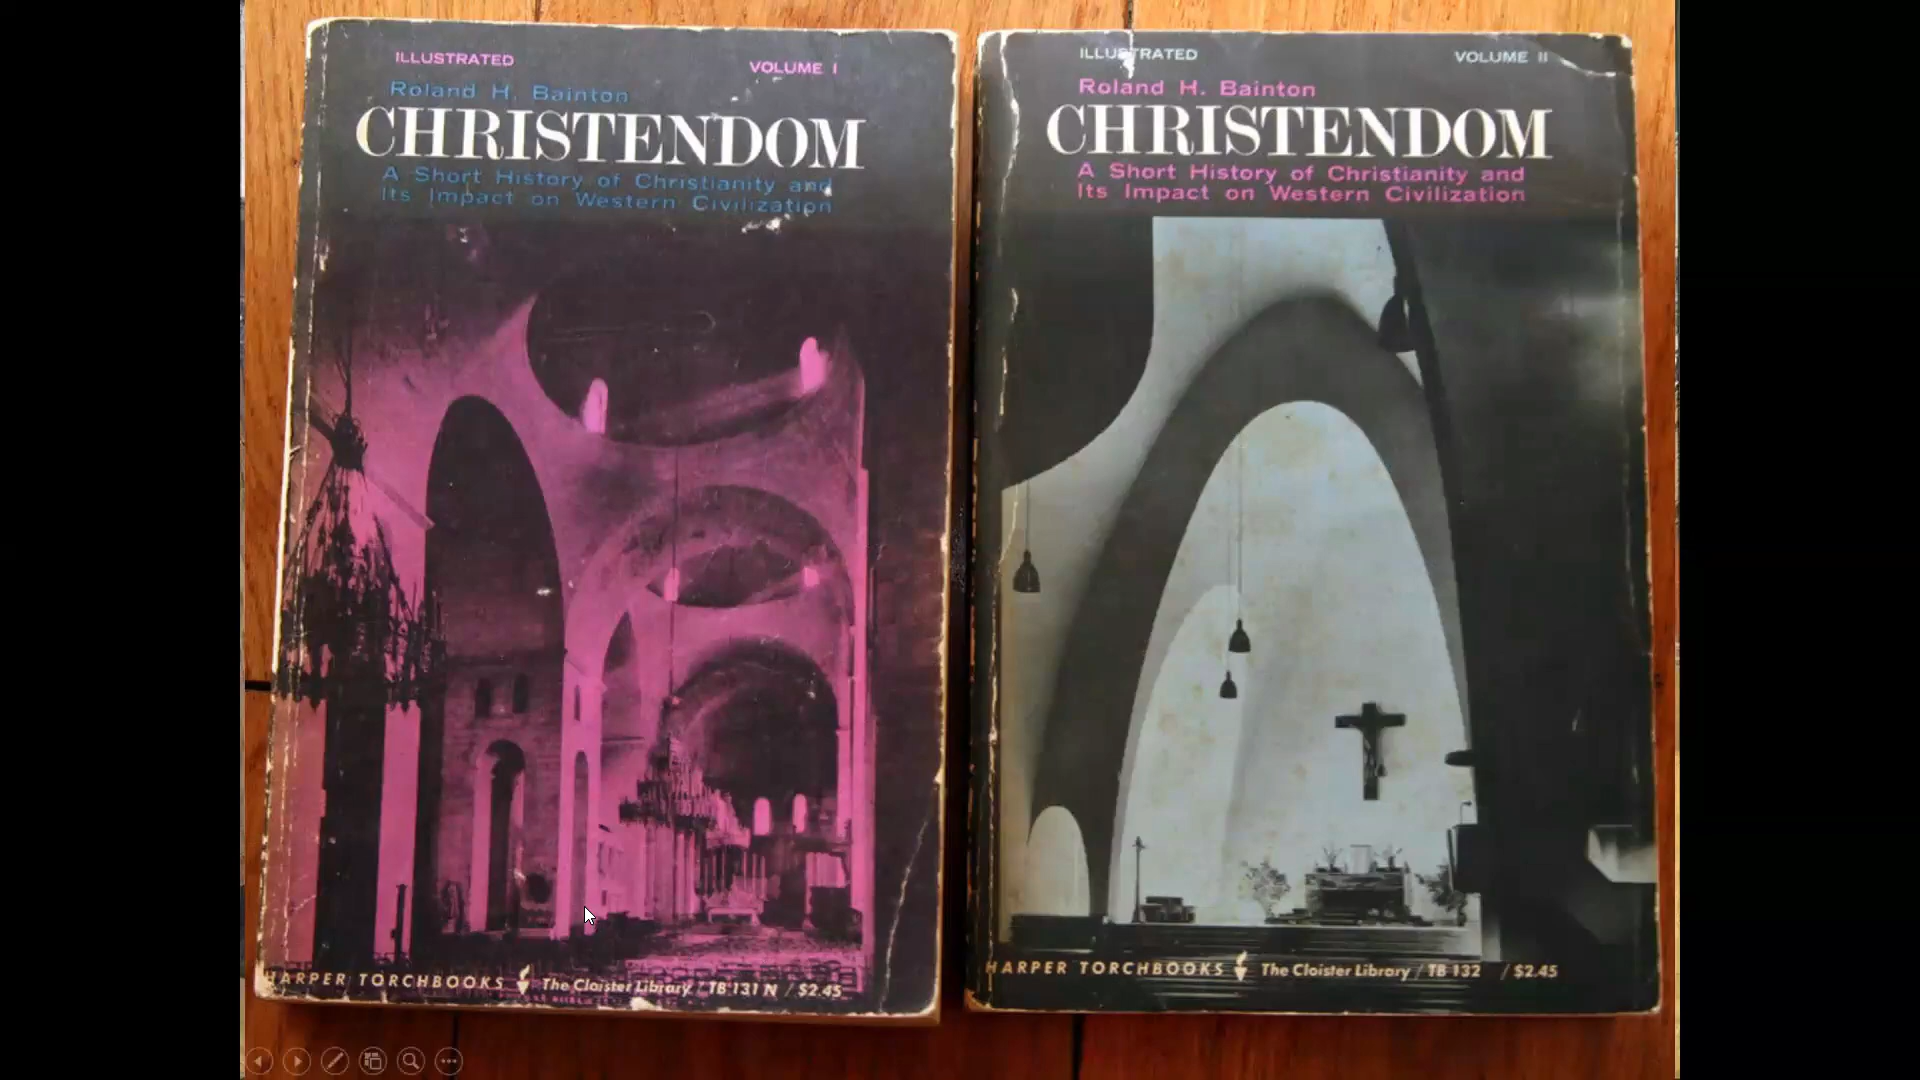 ILLUSTRATED
VOLUME I
Roland H. Bainton
CHRISTENDOM
A Short History of Christianity and
Its Impact on Western Civilization
HARPER TORCHBOOKS The Cloister Library / TB 131 N / $2.45
ILLUSTRATED
VOLUME II
Roland H. Bainton
CHRISTENDOM
A Short History of Christianity and
Its Impact on Western Civilization
HARPER TORCHBOOKS The Cloister Library / TB 132 / $2.45